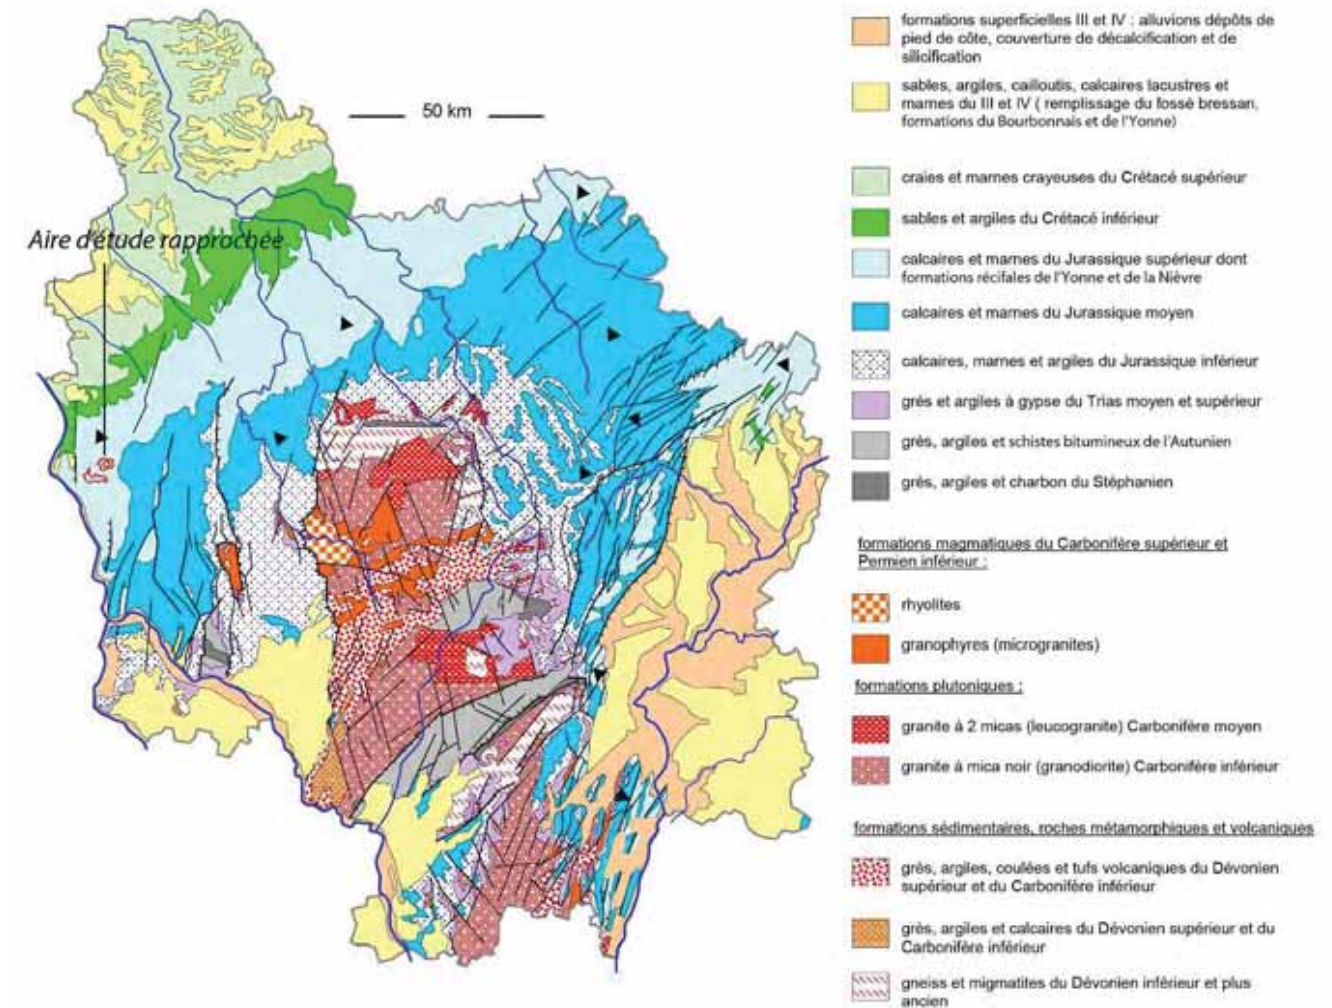 50 km
Aire d'étude rapprochée
formations superficielles III et IV : alluvions dépôts de
pied de côte, couverture de décalcification et de
silicification
sables, argiles, cailloutis, calcaires lacustres et
marnes du III et IV ( remplissage du fossé bressan,
formations du Bourbonnais et de l'Yonne)
craies et marnes crayeuses du Crétacé supérieur
sables et argiles du Crétacé inférieur
calcaires et marnes du Jurassique supérieur dont
formations récifales de l'Yonne et de la Nièvre
calcaires et marnes du Jurassique moyen
calcaires, marnes et argiles du Jurassique inférieur
grès et argiles à gypse du Trias moyen et supérieur
grès, argiles et schistes bitumineux de l'Autunien
grès, argiles et charbon du Stéphanien
formations magmatiques du Carbonifère supérieur et
Permien inférieur :
rhyolites
granophyres (microgranites)
formations plutoniques :
granite à 2 micas (leucogranite) Carbonifère moyen
granite à mica noir (granodiorite) Carbonifère inférieur
formations sédimentaires, roches métamorphiques et volcaniques
grès, argiles, coulées et tufs volcaniques du Dévonien
supérieur et du Carbonifère inférieur
grès, argiles et calcaires du Dévonien supérieur et du
Carbonifère inférieur
gneiss et migmatites du Dévonien inférieur et plus
ancien